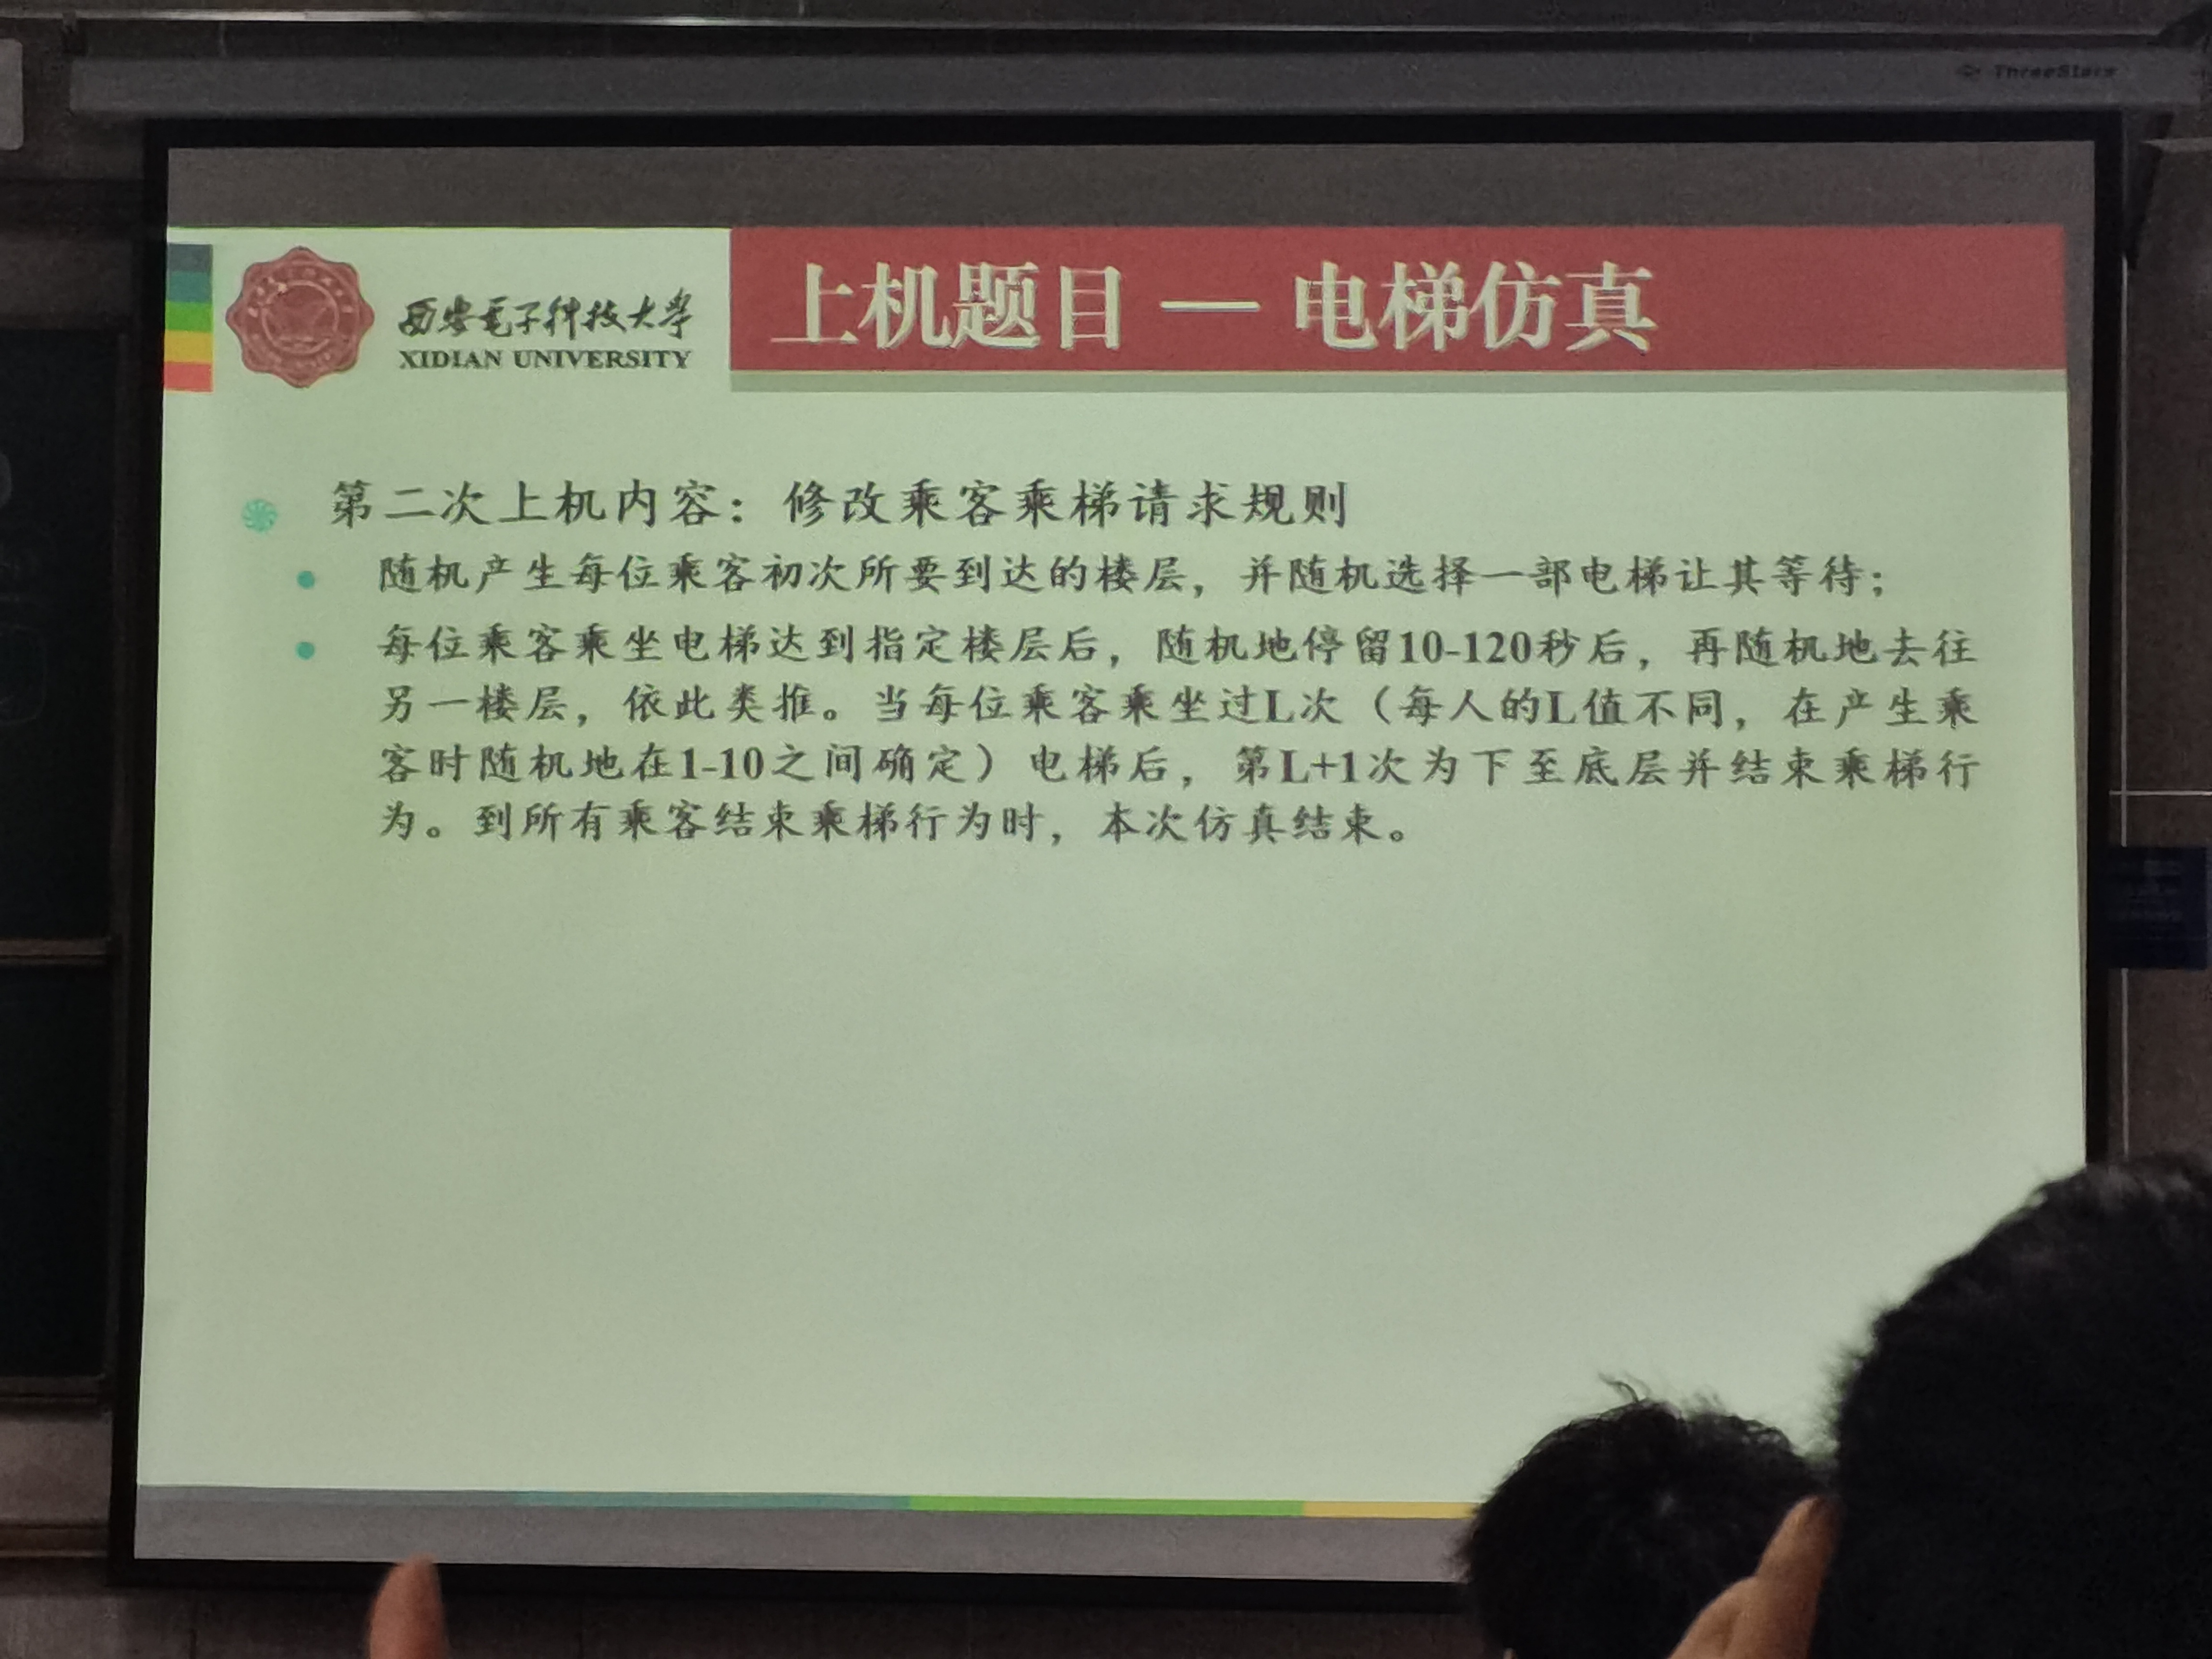 ThreeStars
西安电子科技大学
XIDIAN UNIVERSITY
上机题目 — 电梯仿真
第二次上机内容：修改乘客乘梯请求规则
随机产生每位乘客初次所要到达的楼层，并随机选择一部电梯让其等待；
每位乘客乘坐电梯达到指定楼层后，随机地停留10-120秒后，再随机地去往
另一楼层，依此类推。当每位乘客乘坐过L次（每人的L值不同，在产生乘
客时随机地在1-10之间确定）电梯后，第L+1次为下至底层并结束乘梯行
为。到所有乘客结束乘梯行为时，本次仿真结束。